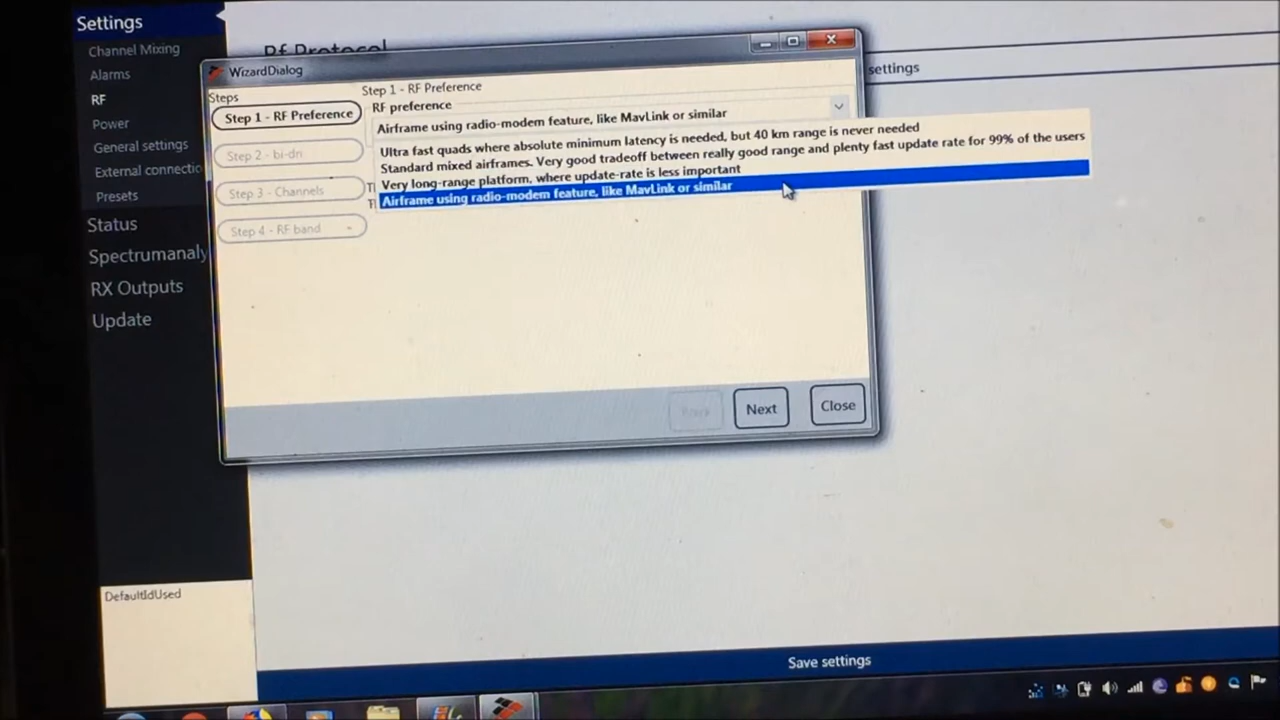 Settings
Channel Mixing
Alarms
RF
Power
General settings
External connectio
Presets
Status
Spectrumanaly
RX Outputs
Update
DefaultIdUsed
Rf Protocol
settings
WizardDialog
Steps
Step 1 - RF Preference
Step 2 - bi-dn
Step 3 - Channels
Step 4 - RF band
Step 1 - RF Preference
RF preference
Airframe using radio-modem feature, like MavLink or similar
Ultra fast quads where absolute minimum latency is needed, but 40 km range is never needed
Standard mixed airframes. Very good tradeoff between really good range and plenty fast update rate for 99% of the users
Very long-range platform, where update-rate is less important
Airframe using radio-modem feature, like MavLink or similar
Next
Close
Save settings